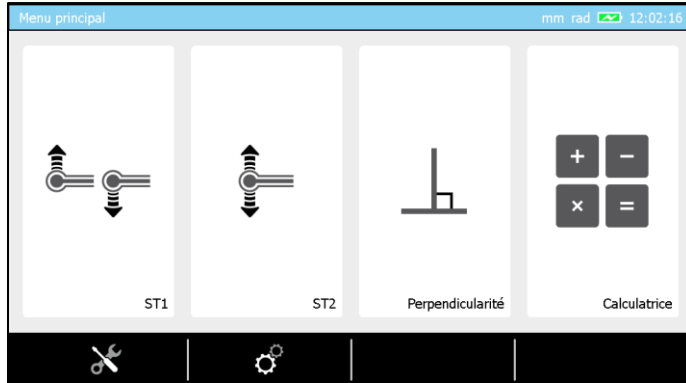 Menu principal
mm rad 12:02:16
ST1
ST2
Perpendicularité
Calculatrice